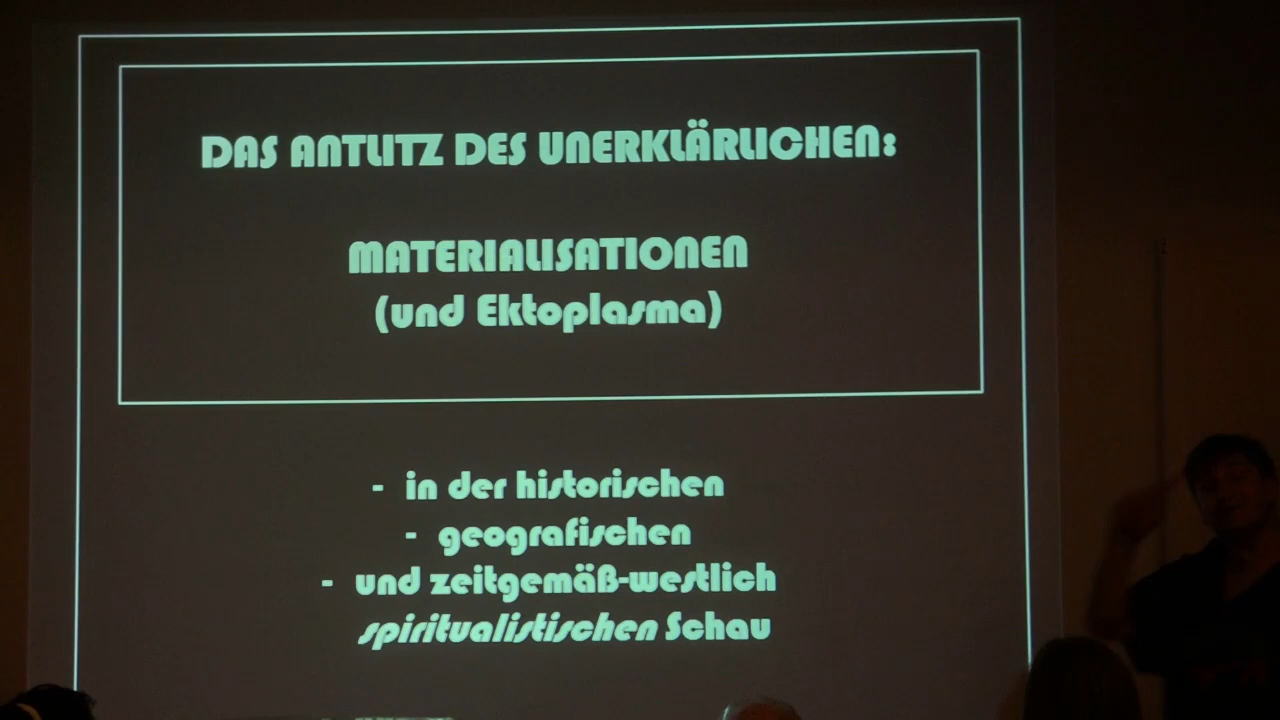 DAS ANTLITZ DES UNERKLÄRLICHEN:
MATERIALISATIONEN
(und Ektoplasma)
- in der historischen
- geografischen
- und zeitgemäß-westlich
spiritualistischen Schau